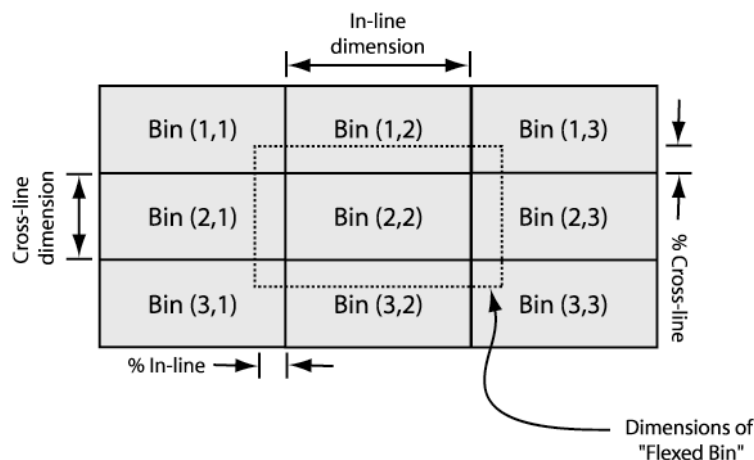 In-line
dimension
Bin (1,1)
Bin (1,2)
Bin (1,3)
Cross-line
dimension
Bin (2,1)
Bin (2,2)
Bin (2,3)
% Cross-line
Bin (3,1)
Bin (3,2)
Bin (3,3)
% In-line
Dimensions of
"Flexed Bin"